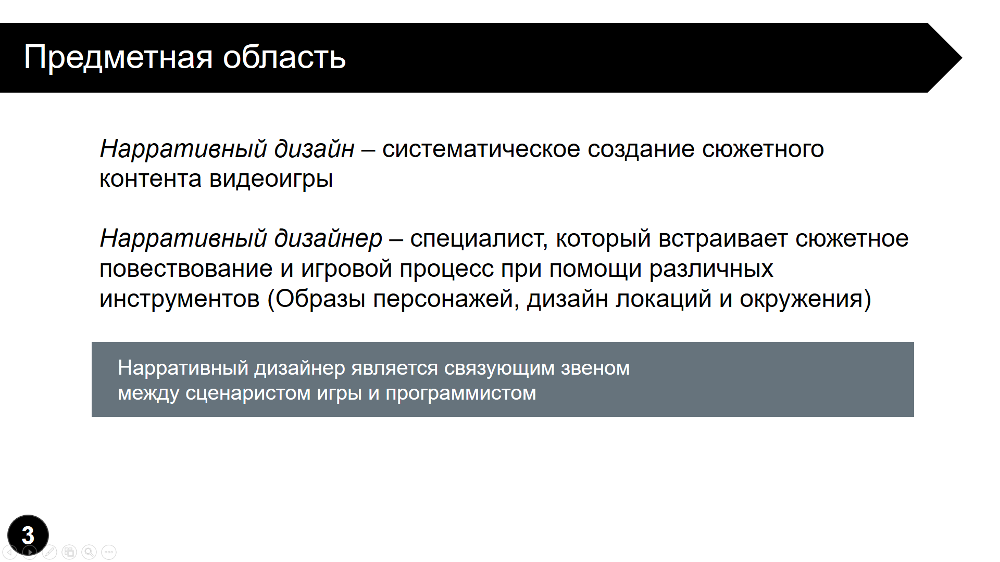 Предметная область
Нарративный дизайн – систематическое создание сюжетного
контента видеоигры
Нарративный дизайнер – специалист, который встраивает сюжетное
повествование и игровой процесс при помощи различных
инструментов (Образы персонажей, дизайн локаций и окружения)
Нарративный дизайнер является связующим звеном
между сценаристом игры и программистом
3